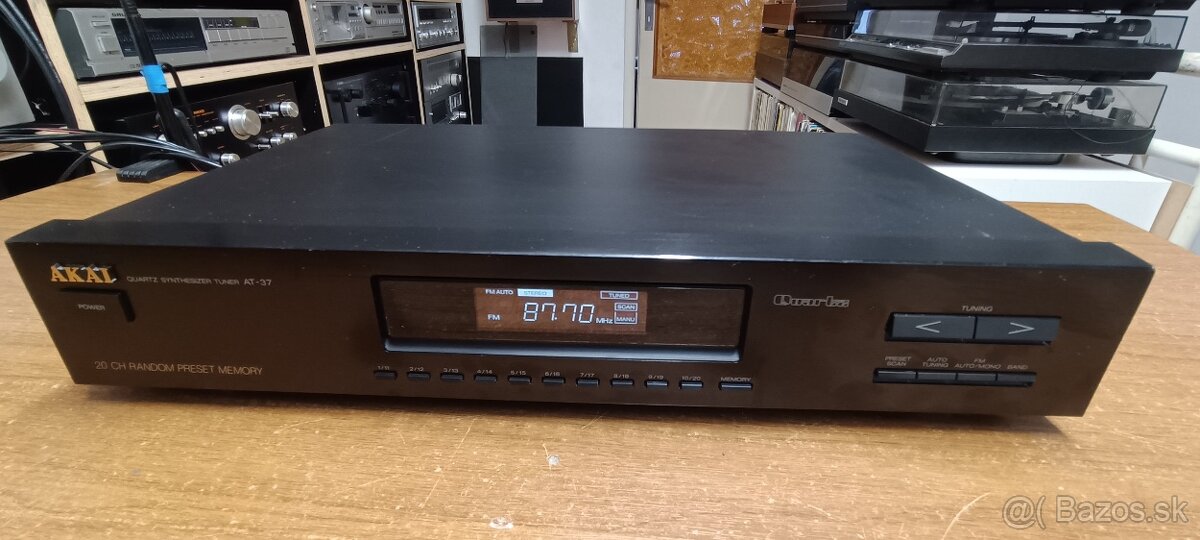 AKAI
QUARTZ SYNTHESIZER TUNER AT-37
POWER
20 CH RANDOM PRESET MEMORY
FM AUTO STEREO TUNED
SCAN
FM 87.70 MHz MANU
1/11 2/12 3/13 4/14 5/15 6/16 7/17 8/18 9/19 10/20 MEMORY
Quartz
TUNING
< >
PRESET SCAN AUTO TUNING FM AUTO/MONO BAND
@( Bazos.sk